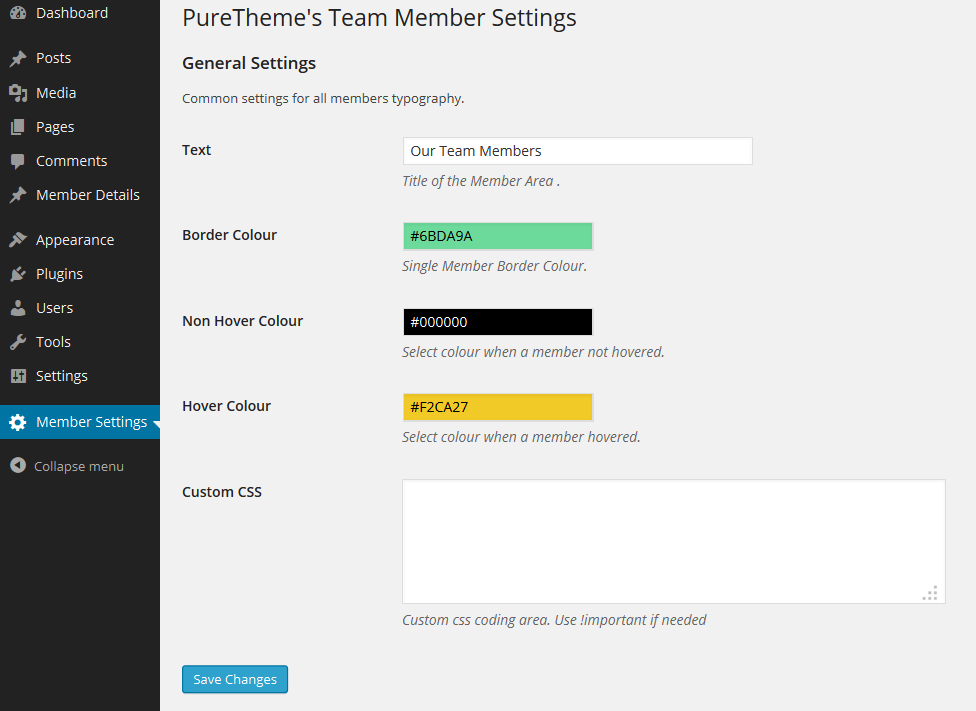 Dashboard
Posts
Media
Pages
Comments
Member Details
Appearance
Plugins
Users
Tools
Settings
Member Settings
Collapse menu
PureTheme's Team Member Settings
General Settings
Common settings for all members typography.
Text
Our Team Members
Title of the Member Area .
Border Colour
#6BDA9A
Single Member Border Colour.
Non Hover Colour
#000000
Select colour when a member not hovered.
Hover Colour
#F2CA27
Select colour when a member hovered.
Custom CSS
Custom css coding area. Use !important if needed
Save Changes